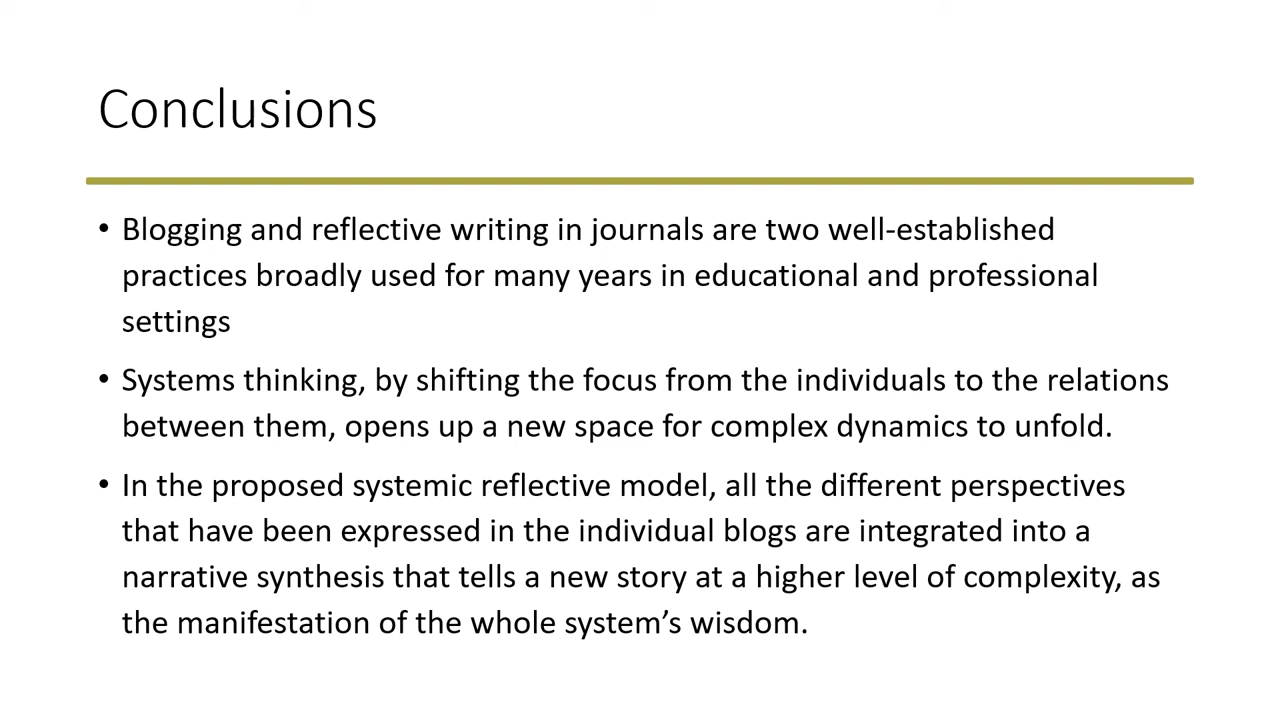 Conclusions
• Blogging and reflective writing in journals are two well-established
practices broadly used for many years in educational and professional
settings
• Systems thinking, by shifting the focus from the individuals to the relations
between them, opens up a new space for complex dynamics to unfold.
• In the proposed systemic reflective model, all the different perspectives
that have been expressed in the individual blogs are integrated into a
narrative synthesis that tells a new story at a higher level of complexity, as
the manifestation of the whole system’s wisdom.